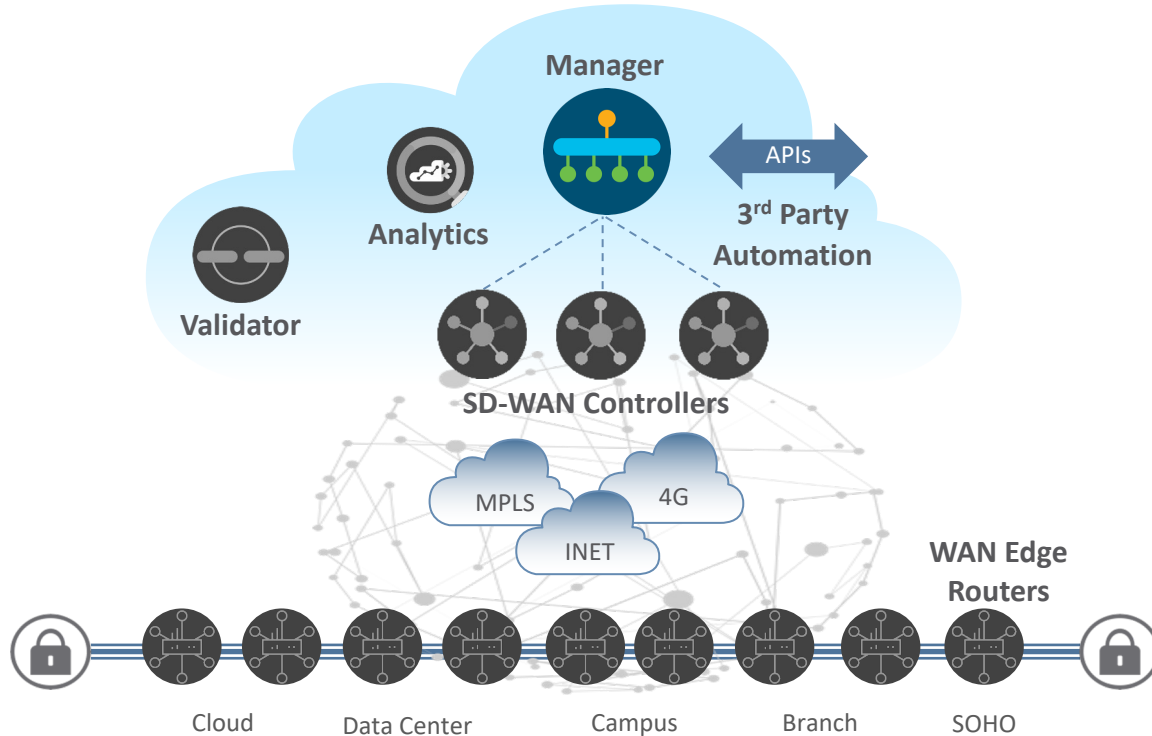 Manager
APIs
Analytics
3rd Party
Automation
Validator
SD-WAN Controllers
MPLS
4G
INET
WAN Edge
Routers
Cloud
Data Center
Campus
Branch
SOHO